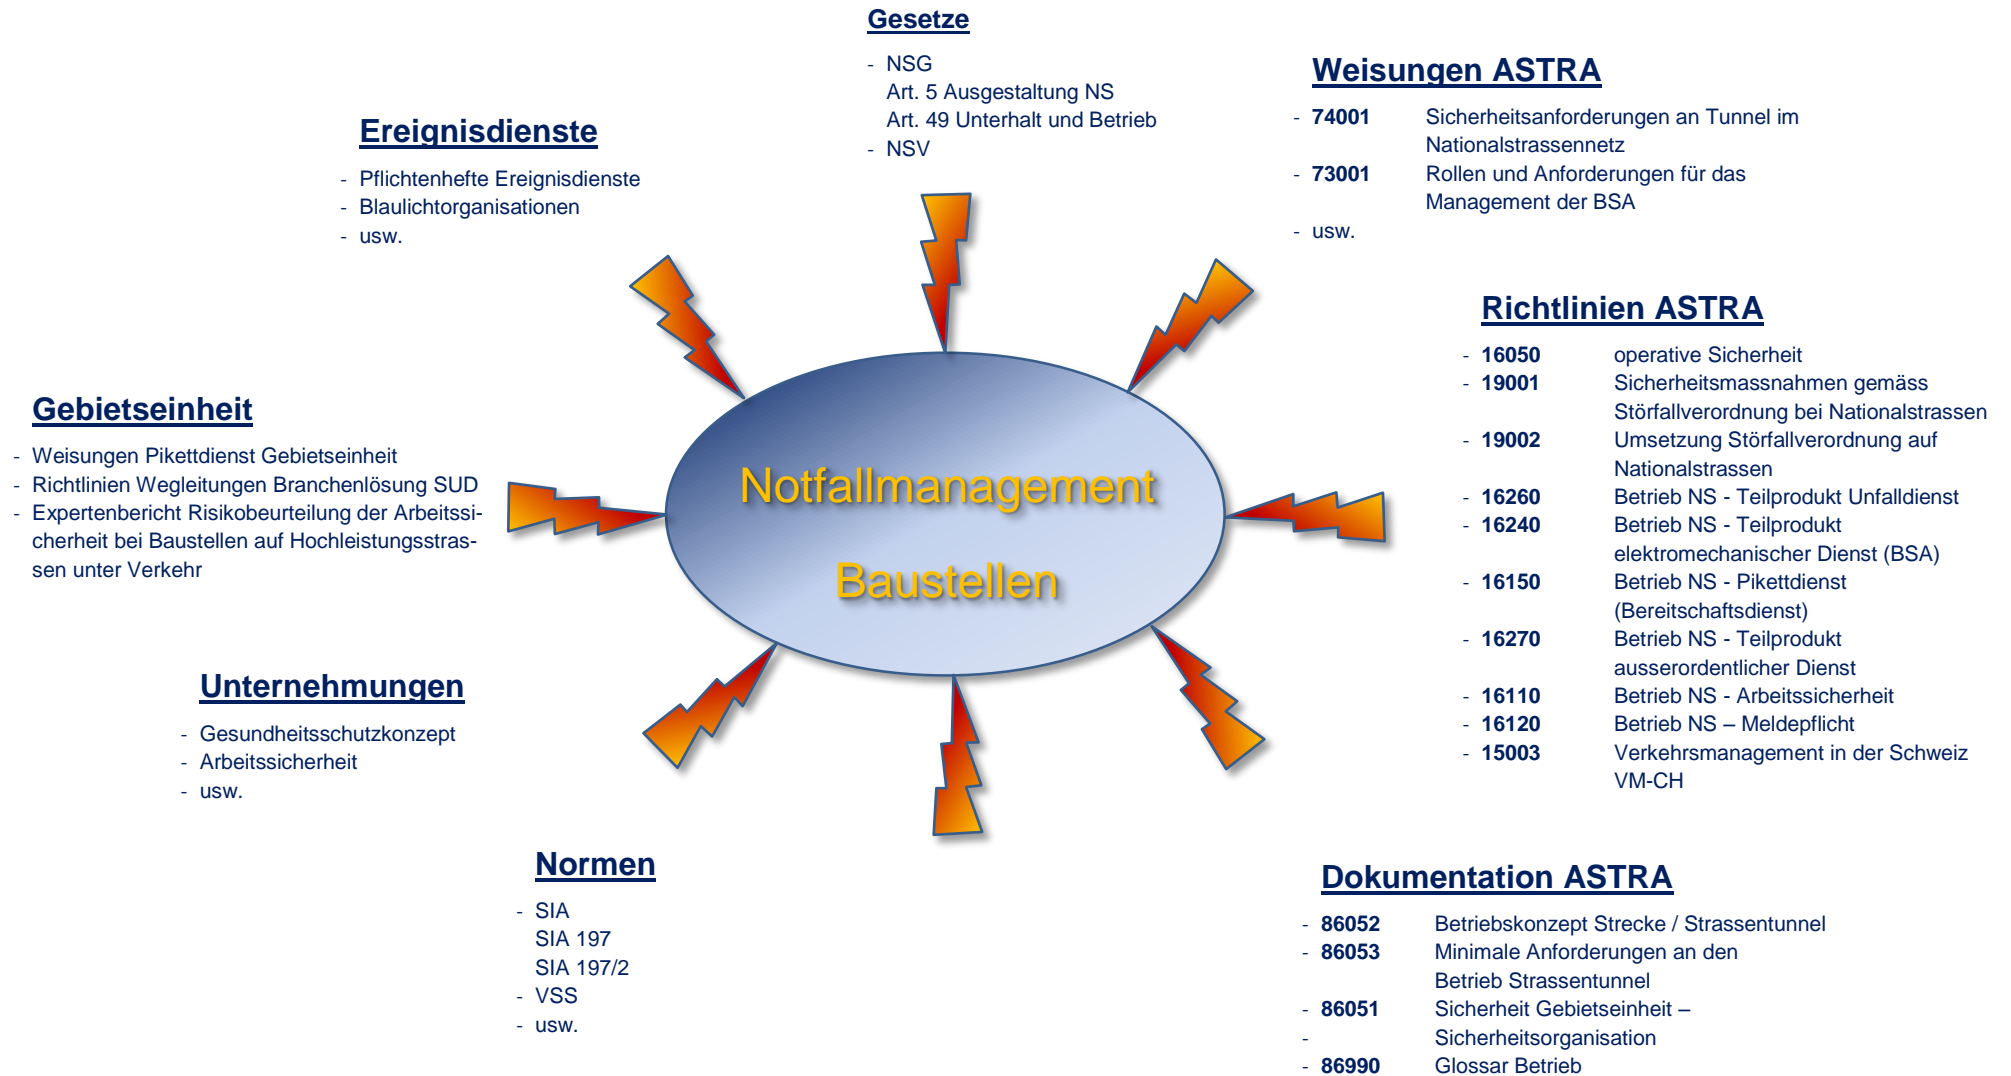 Gesetze
- NSG
Art. 5 Ausgestaltung NS
Art. 49 Unterhalt und Betrieb
- NSV
Weisungen ASTRA
- 74001 Sicherheitsanforderungen an Tunnel im
Nationalstrassennetz
- 73001 Rollen und Anforderungen für das
Management der BSA
- usw.
Ereignisdienste
- Pflichtenhefte Ereignisdienste
- Blaulichtorganisationen
- usw.
Richtlinien ASTRA
- 16050 operative Sicherheit
- 19001 Sicherheitsmassnahmen gemäss
Störfallverordnung bei Nationalstrassen
- 19002 Umsetzung Störfallverordnung auf
Nationalstrassen
- 16260 Betrieb NS - Teilprodukt Unfalldienst
- 16240 Betrieb NS - Teilprodukt
elektromechanischer Dienst (BSA)
- 16150 Betrieb NS - Pikettdienst
(Bereitschaftsdienst)
- 16270 Betrieb NS - Teilprodukt
ausserordentlicher Dienst
- 16110 Betrieb NS - Arbeitssicherheit
- 16120 Betrieb NS – Meldepflicht
- 15003 Verkehrsmanagement in der Schweiz
VM-CH
Gebietseinheit
- Weisungen Pikettdienst Gebietseinheit
- Richtlinien Wegleitungen Branchenlösung SUD
- Expertenbericht Risikobeurteilung der Arbeitssi-
cherheit bei Baustellen auf Hochleistungsstras-
sen unter Verkehr
Notfallmanagement
Baustellen
Unternehmungen
- Gesundheitsschutzkonzept
- Arbeitssicherheit
- usw.
Normen
- SIA
SIA 197
SIA 197/2
- VSS
- usw.
Dokumentation ASTRA
- 86052 Betriebskonzept Strecke / Strassentunnel
- 86053 Minimale Anforderungen an den
Betrieb Strassentunnel
- 86051 Sicherheit Gebietseinheit –
- Sicherheitsorganisation
- 86990 Glossar Betrieb